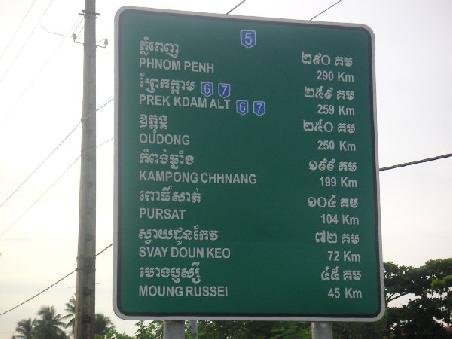 5
ភ្នំពេញ ២៩០ គម
PHNOM PENH 290 Km
ព្រែកក្តាម 6 7 ២៥៩ គម
PREK KDAM ALT 6 7 259 Km
ឧត្តុង្គ ២៥០ គម
OUDONG 250 Km
កំពង់ឆ្នាំង ១៩៩ គម
KAMPONG CHHNANG 199 Km
ពោធិ៍សាត់ ១០៤ គម
PURSAT 104 Km
ស្វាយដូនកែវ ៧២ គម
SVAY DOUN KEO 72 Km
មោងឫស្សី ៤៥ គម
MOUNG RUSSEI 45 Km